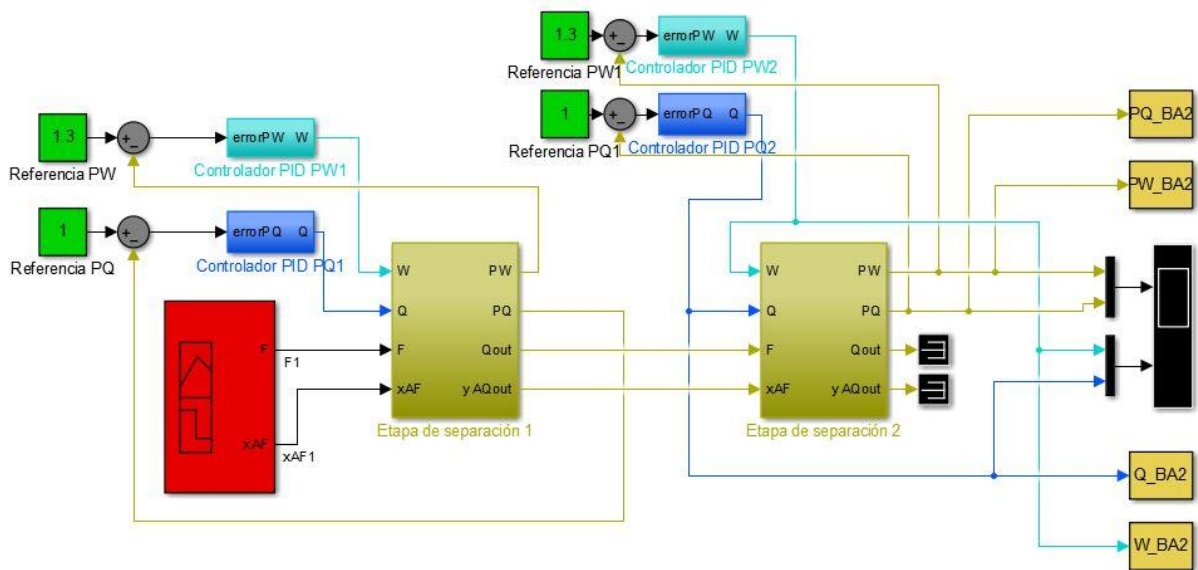 1.3
+
_
errorPW W
Referencia PW1
Controlador PID PW2
1
+
_
errorPQ Q
Referencia PQ1
Controlador PID PQ2
PQ_BA2
PW_BA2
1.3
+
_
errorPW W
Referencia PW
Controlador PID PW1
1
+
_
errorPQ Q
Referencia PQ
Controlador PID PQ1
F
F1
xAF
xAF1
W
Q
F
xAF
PW
PQ
Qout
y AQout
Etapa de separación 1
W
Q
F
xAF
PW
PQ
Qout
y AQout
Etapa de separación 2
Q_BA2
W_BA2